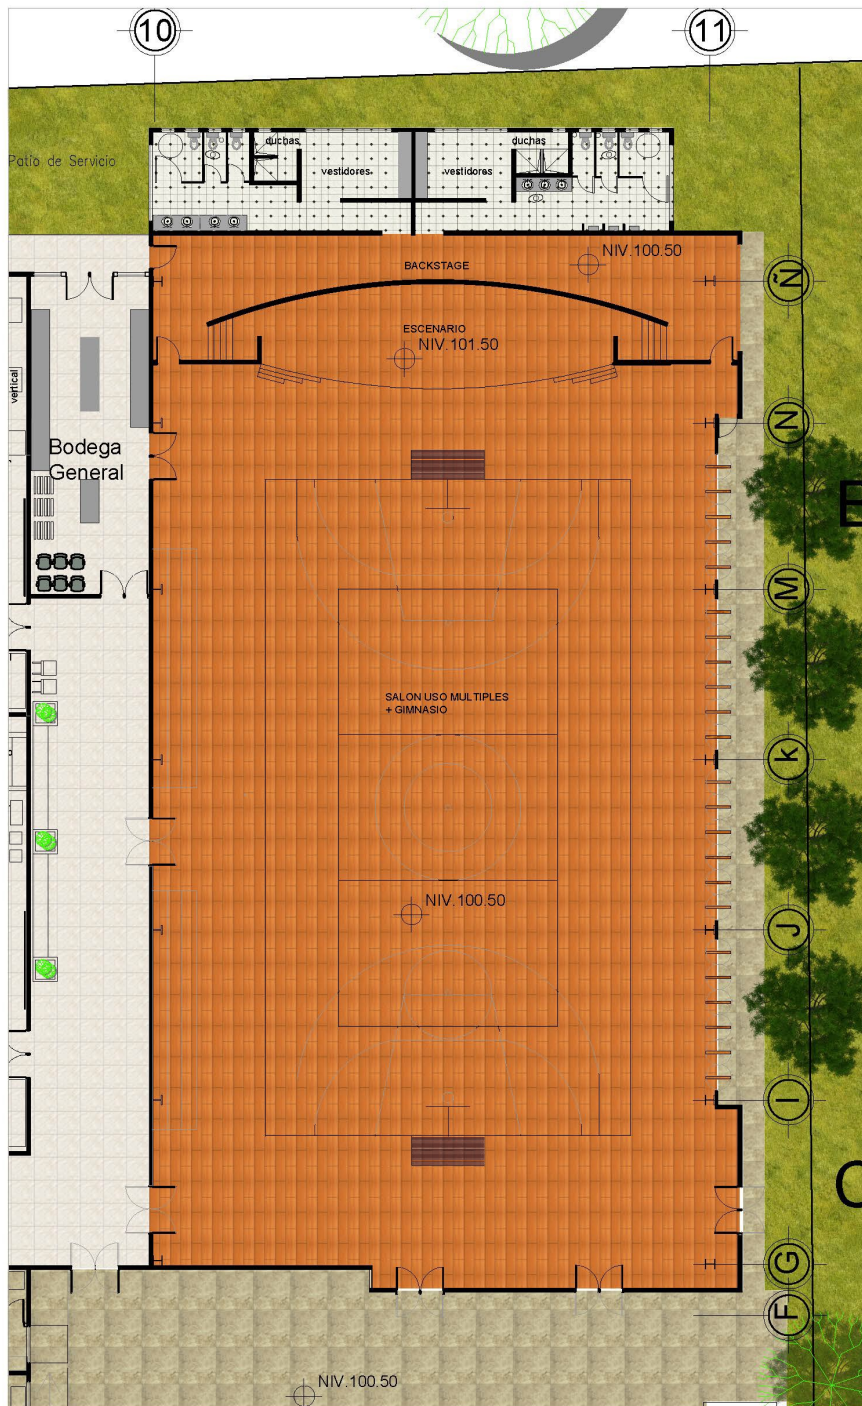 10
11
duchas
duchas
Patio de Servicio
vestidores
vestidores
NIV.100.50
BACKSTAGE
Ñ
ESCENARIO
NIV.101.50
vertical
N
Bodega
General
E
M
SALON USO MULTIPLES
+ GIMNASIO
k
NIV.100.50
J
I
C
G
F
NIV.100.50